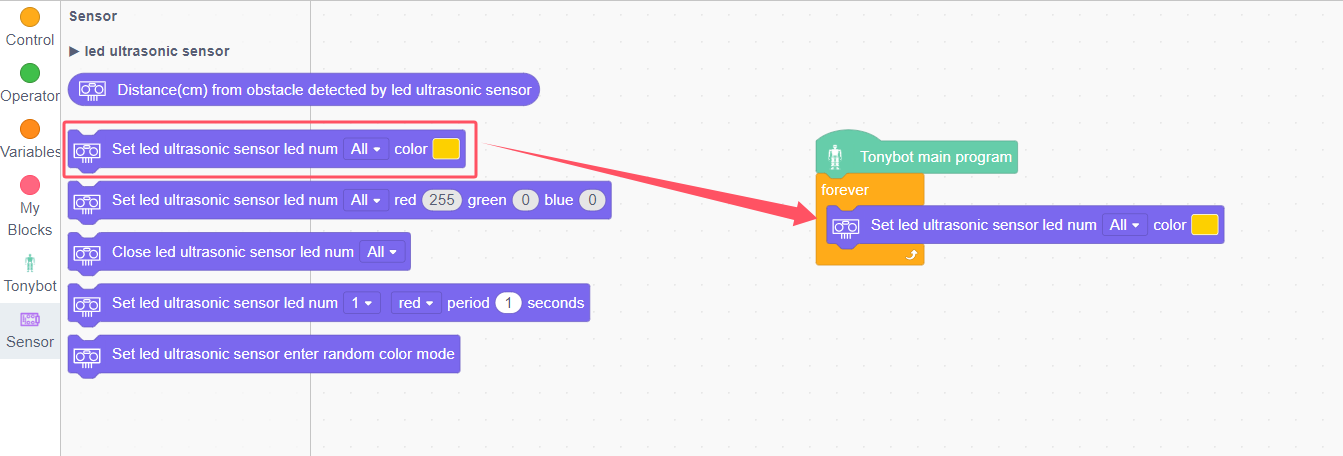 Sensor
▶ led ultrasonic sensor
Control
Operator
Variables
My
Blocks
Tonybot
Sensor
Distance(cm) from obstacle detected by led ultrasonic sensor
Set led ultrasonic sensor led num All color
Set led ultrasonic sensor led num All red 255 green 0 blue 0
Close led ultrasonic sensor led num All
Set led ultrasonic sensor led num 1 red period 1 seconds
Set led ultrasonic sensor enter random color mode
Tonybot main program
forever
Set led ultrasonic sensor led num All color